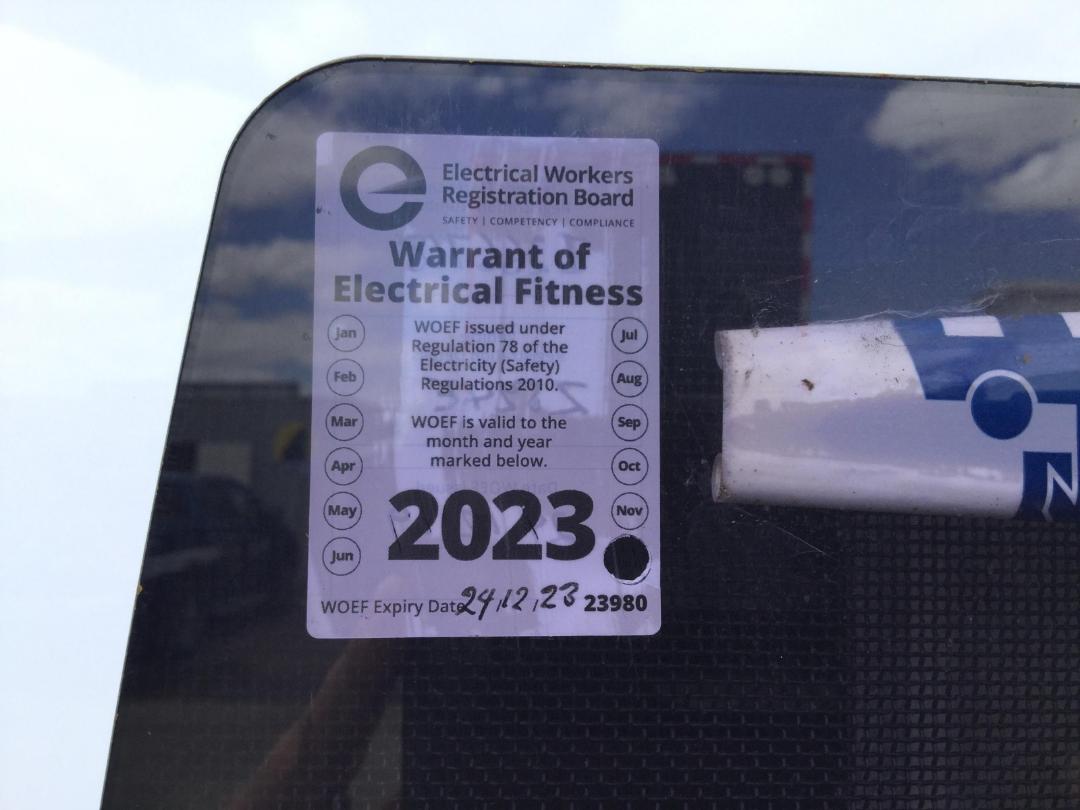 Electrical Workers
Registration Board
SAFETY | COMPETENCY | COMPLIANCE
Warrant of
Electrical Fitness
Jan
Feb
Mar
Apr
May
Jun
WOEF issued under
Regulation 78 of the
Electricity (Safety)
Regulations 2010.
WOEF is valid to the
month and year
marked below.
2023
Jul
Aug
Sep
Oct
Nov
WOEF Expiry Date 24,12,23 23980